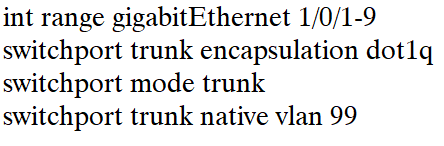 int range gigabitEthernet 1/0/1-9
switchport trunk encapsulation dot1q
switchport mode trunk
switchport trunk native vlan 99